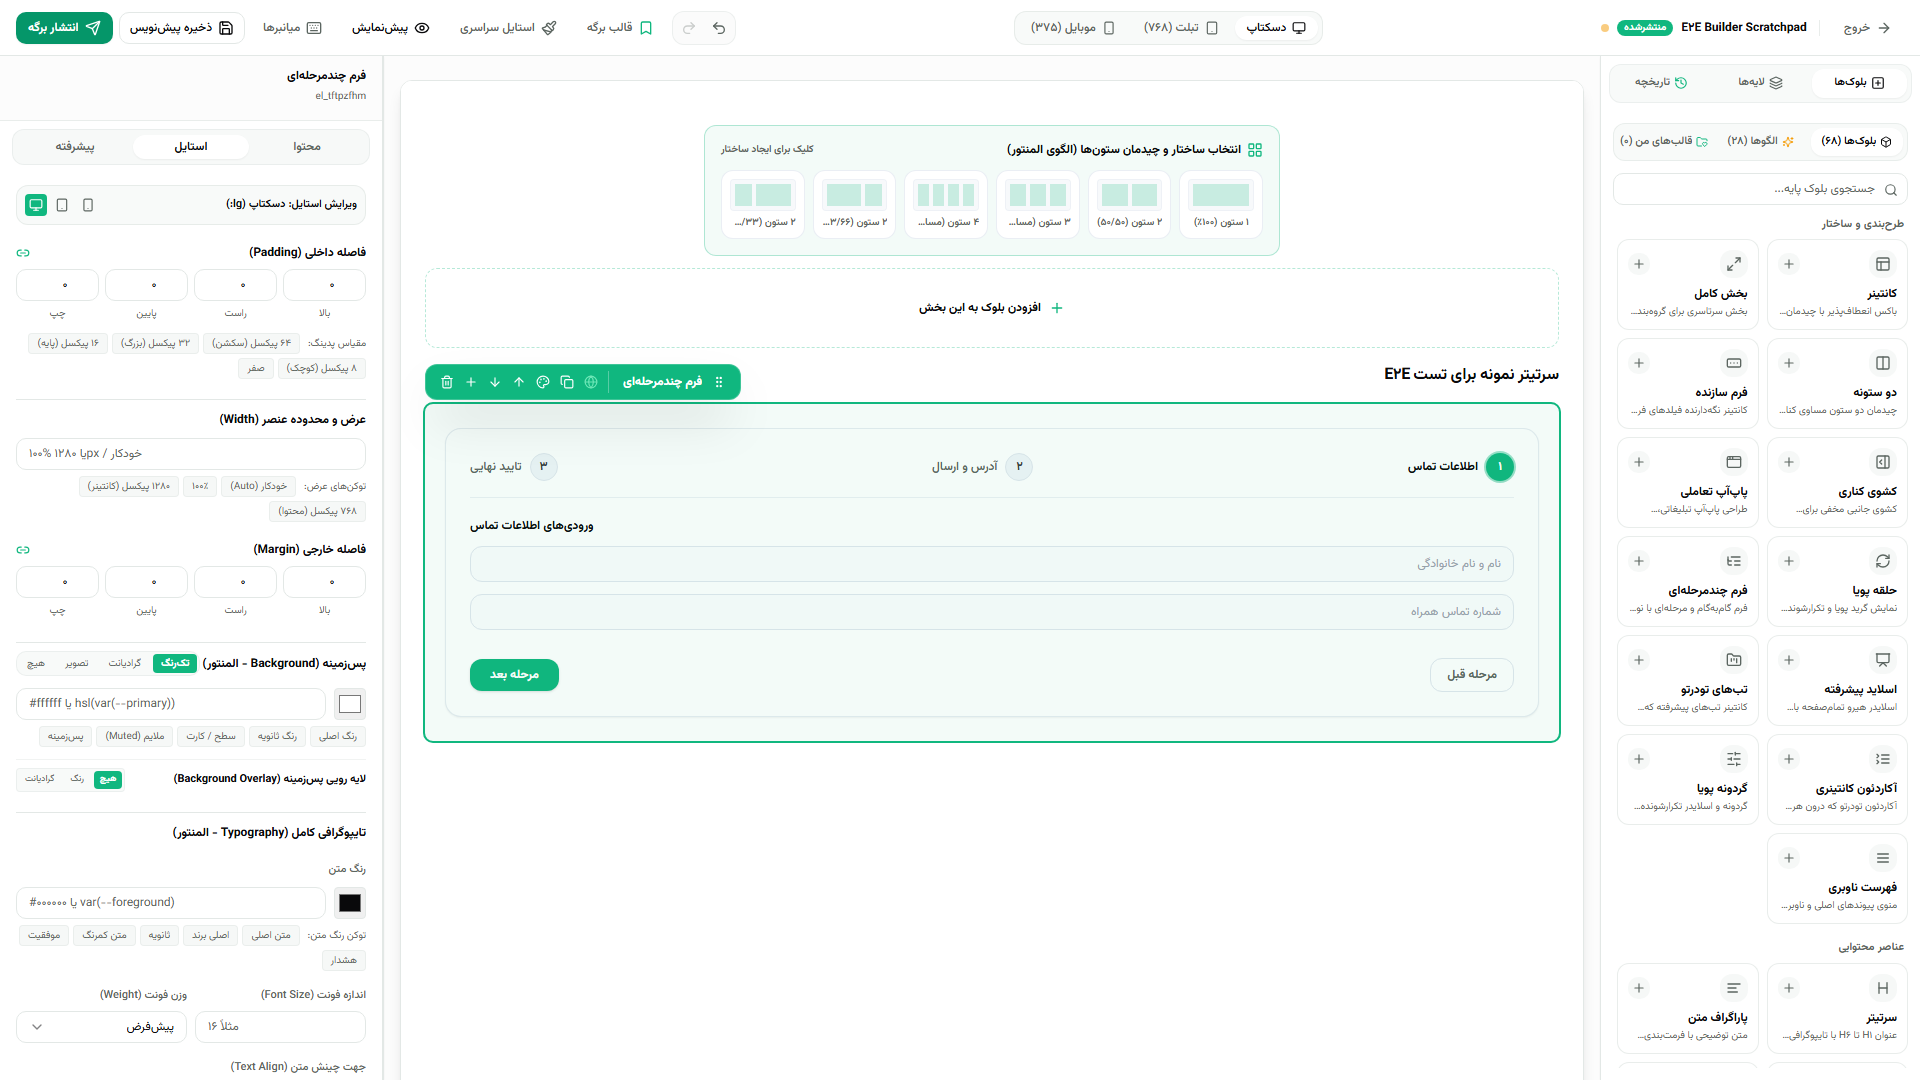 خروج
E2E Builder Scratchpad
منتشرشده
دسکتاپ
تبلت (۷۶۸)
موبایل (۳۷۵)
قالب برگه
استایل سراسری
پیش‌نمایش
میانبرها
ذخیره پیش‌نویس
انتشار برگه
بلوک‌ها
لایه‌ها
تاریخچه
بلوک‌ها (۶۸)
الگوها (۲۸)
قالب‌های من (۰)
جستجوی بلوک پایه...
طرح‌بندی و ساختار
کانتینر
باکس انعطاف‌پذیر با چیدمان...
بخش کامل
بخش سرتاسری برای گروه‌بند...
دو ستونه
چیدمان دو ستون مساوی کنا...
فرم سازنده
کانتینر نگه‌دارنده فیلدهای فر...
کشوی کناری
کشوی جانبی مخفی برای...
پاپ‌آپ تعاملی
طراحی پاپ‌آپ تبلیغاتی،...
حلقه پویا
نمایش گرید پویا و تکرارشوند...
فرم چندمرحله‌ای
فرم گام‌به‌گام و مرحله‌ای با نو...
اسلاید پیشرفته
اسلایدر هیرو تمام‌صفحه با...
تب‌های تودرتو
کانتینر تب‌های پیشرفته که...
آکاردئون کانتینری
آکاردئون تودرتو که درون هر...
گردونه پویا
گردونه و اسلایدر تکرارشونده...
فهرست ناوبری
منوی پیوندهای اصلی و ناوبر...
عناصر محتوایی
سرتیتر
عنوان H1 تا H6 با تایپوگرافی...
پاراگراف متن
متن توضیحی با فرمت‌بندی...
انتخاب ساختار و چیدمان ستون‌ها (الگوی المنتور)
کلیک برای ایجاد ساختار
۱ ستون (۱۰۰٪)
۲ ستون (۵۰/۵۰)
۳ ستون (مسا...
۴ ستون (مسا...
۲ ستون (۳/۶۶...
۲ ستون (۳۳/...
افزودن بلوک به این بخش
سرتیتر نمونه برای تست E2E
فرم چندمرحله‌ای
۱ اطلاعات تماس
۲ آدرس و ارسال
۳ تایید نهایی
ورودی‌های اطلاعات تماس
نام و نام خانوادگی
شماره تماس همراه
مرحله قبل
مرحله بعد
فرم چندمرحله‌ای
el_tftpzfhm
محتوا
استایل
پیشرفته
ویرایش استایل: دسکتاپ (lg:)
فاصله داخلی (Padding)
۰ ۰ ۰ ۰
بالا راست پایین چپ
مقیاس پدینگ: ۶۴ پیکسل (سکشن) ۳۲ پیکسل (بزرگ) ۱۶ پیکسل (پایه)
۸ پیکسل (کوچک) صفر
عرض و محدوده عنصر (Width)
خودکار / pxیا ۱۲۸۰ %۱۰۰
توکن‌های عرض: خودکار (Auto) ۱۰۰٪ ۱۲۸۰ پیکسل (کانتینر)
۷۶۸ پیکسل (محتوا)
فاصله خارجی (Margin)
۰ ۰ ۰ ۰
بالا راست پایین چپ
پس‌زمینه (Background - المنتور)
تک‌رنگ گرادیانت تصویر هیچ
#ffffff یا hsl(var(--primary))
رنگ اصلی رنگ ثانویه سطح / کارت ملایم (Muted) پس‌زمینه
لایه رویی پس‌زمینه (Background Overlay)
هیچ رنگ گرادیانت
تایپوگرافی کامل (Typography - المنتور)
رنگ متن
#۰۰۰۰۰۰ یا var(--foreground)
توکن رنگ متن: متن اصلی اصلی برند ثانویه متن کمرنگ موفقیت
هشدار
اندازه فونت (Font Size)
وزن فونت (Weight)
مثلاً ۱۶
پیش‌فرض
جهت چینش متن (Text Align)